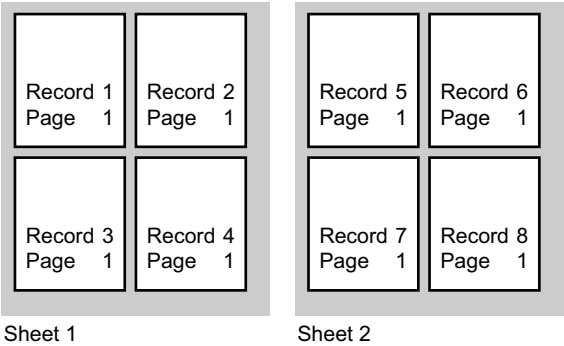 Record 1
Page 1
Record 2
Page 1
Record 3
Page 1
Record 4
Page 1
Sheet 1
Record 5
Page 1
Record 6
Page 1
Record 7
Page 1
Record 8
Page 1
Sheet 2